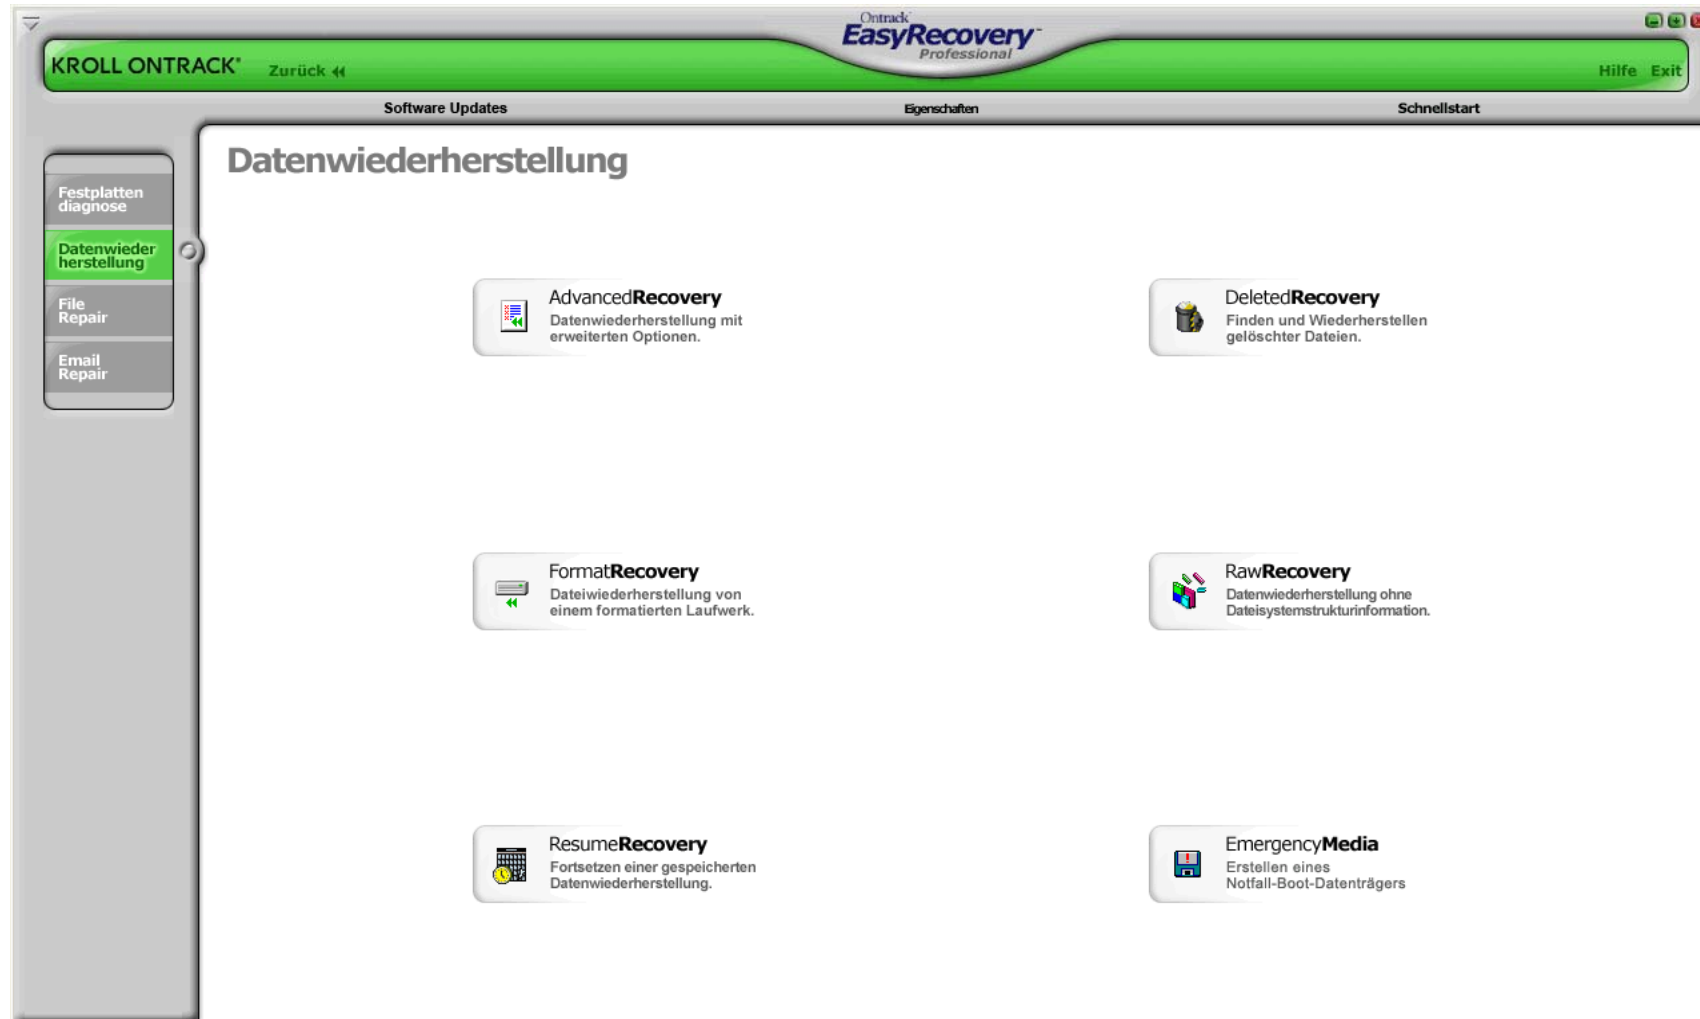 Ontrack
EasyRecovery™
Professional
KROLL ONTRACK®
Zurück
Hilfe Exit
Software Updates
Eigenschaften
Schnellstart
Datenwiederherstellung
Festplatten
diagnose
Datenwieder
herstellung
File
Repair
Email
Repair
AdvancedRecovery
Datenwiederherstellung mit
erweiterten Optionen.
DeletedRecovery
Finden und Wiederherstellen
gelöschter Dateien.
FormatRecovery
Dateiwiederherstellung von
einem formatierten Laufwerk.
RawRecovery
Datenwiederherstellung ohne
Dateisystemstrukturinformation.
ResumeRecovery
Fortsetzen einer gespeicherten
Datenwiederherstellung.
EmergencyMedia
Erstellen eines
Notfall-Boot-Datenträgers